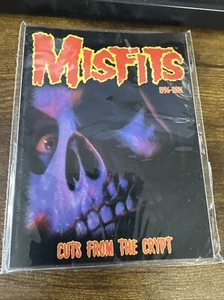 MISFITS
1996-2001
CUTS FROM THE CRYPT